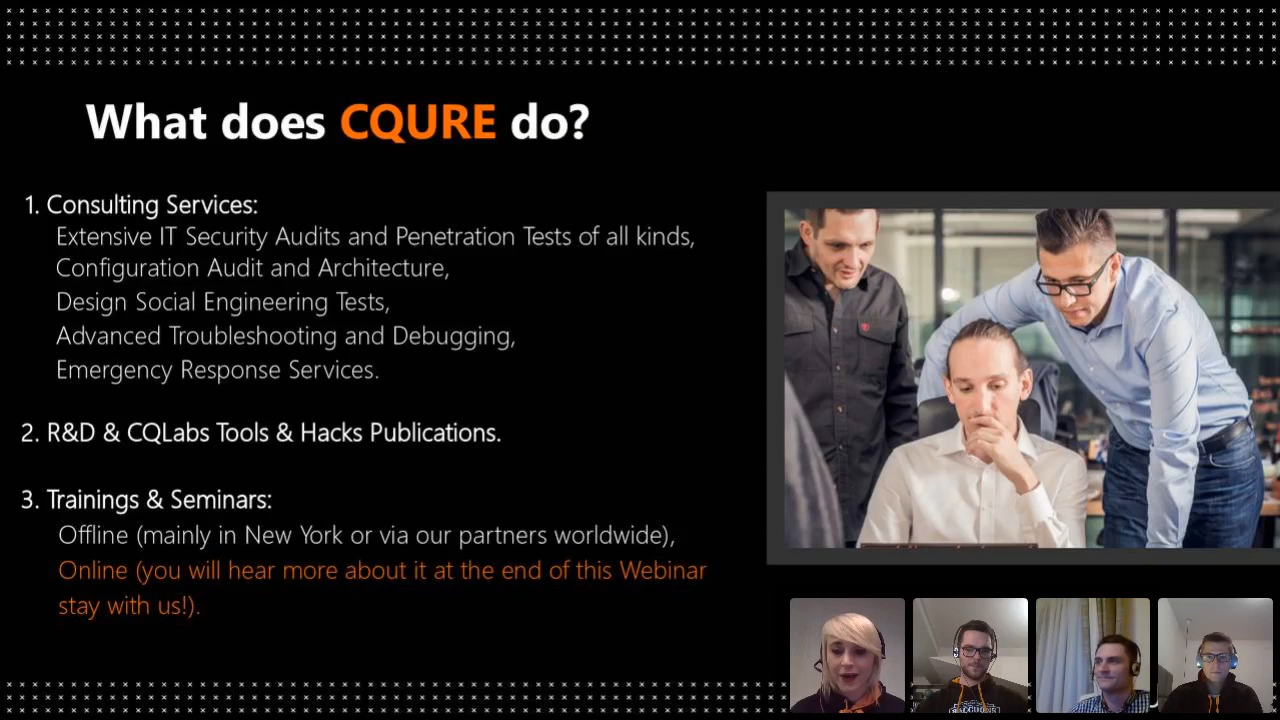 What does CQURE do?
1. Consulting Services:
Extensive IT Security Audits and Penetration Tests of all kinds,
Configuration Audit and Architecture,
Design Social Engineering Tests,
Advanced Troubleshooting and Debugging,
Emergency Response Services.
2. R&D & CQLabs Tools & Hacks Publications.
3. Trainings & Seminars:
Offline (mainly in New York or via our partners worldwide),
Online (you will hear more about it at the end of this Webinar
stay with us!).